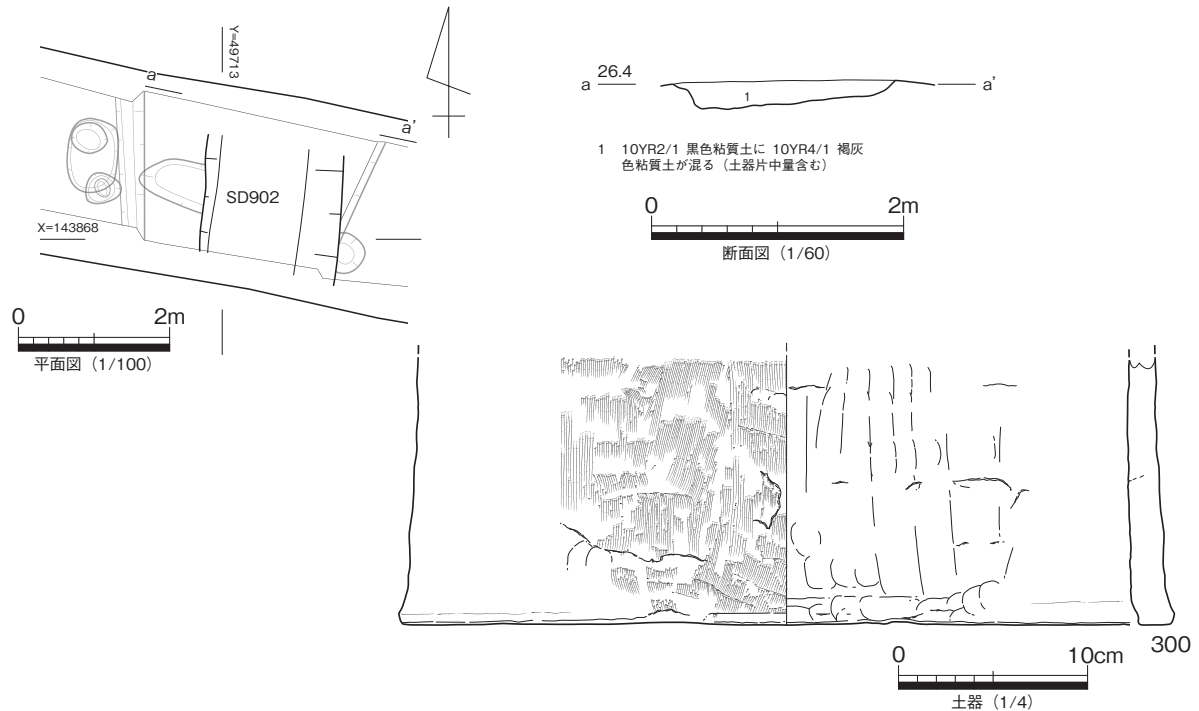 Y=49713
a
a'
SD902
X=143868
0 2m
平面図（1/100）
a 26.4 a'
1
1 10YR2/1 黒色粘質土に 10YR4/1 褐灰
色粘質土が混る（土器片中量含む）
0 2m
断面図（1/60）
300
0 10cm
土器（1/4）